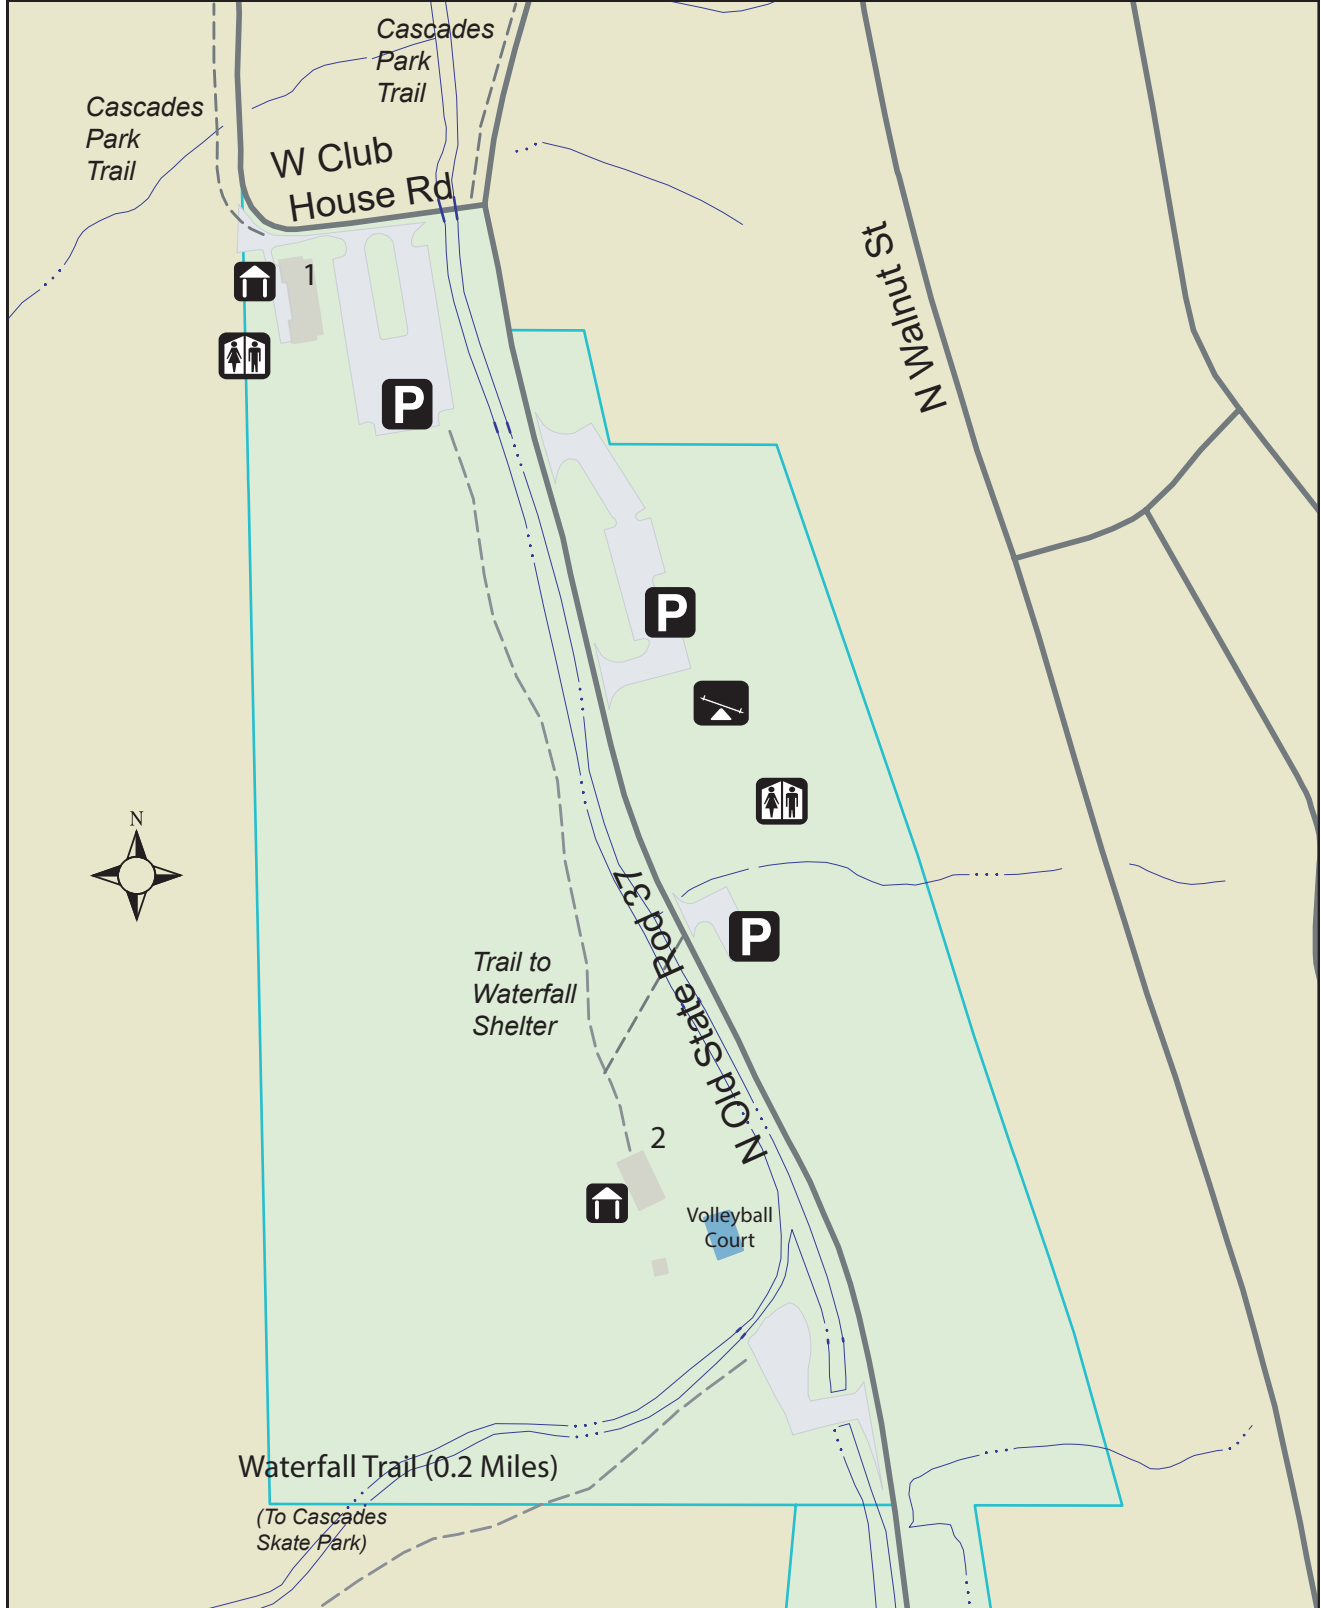 Cascades
Park
Trail
Cascades
Park
Trail
W Club
House Rd
N Walnut St
1
P
P
N
P
N Old State Rod 37
Trail to
Waterfall
Shelter
2
Volleyball
Court
Waterfall Trail (0.2 Miles)
(To Cascades
Skate Park)